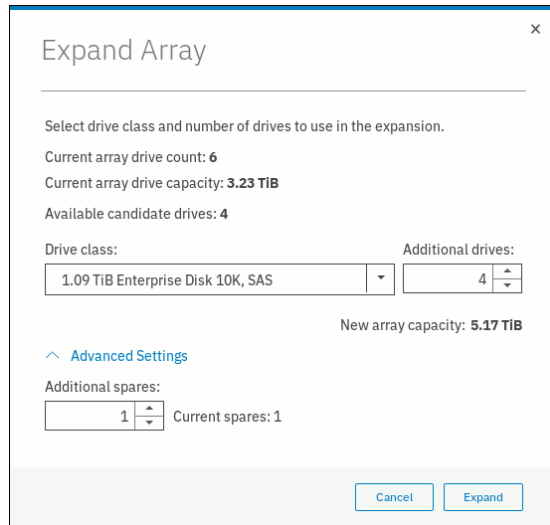 Expand Array
Select drive class and number of drives to use in the expansion.
Current array drive count: 6
Current array drive capacity: 3.23 TiB
Available candidate drives: 4
Drive class: Additional drives:
1.09 TiB Enterprise Disk 10K, SAS 4
New array capacity: 5.17 TiB
Advanced Settings
Additional spares:
1 Current spares: 1
Cancel Expand